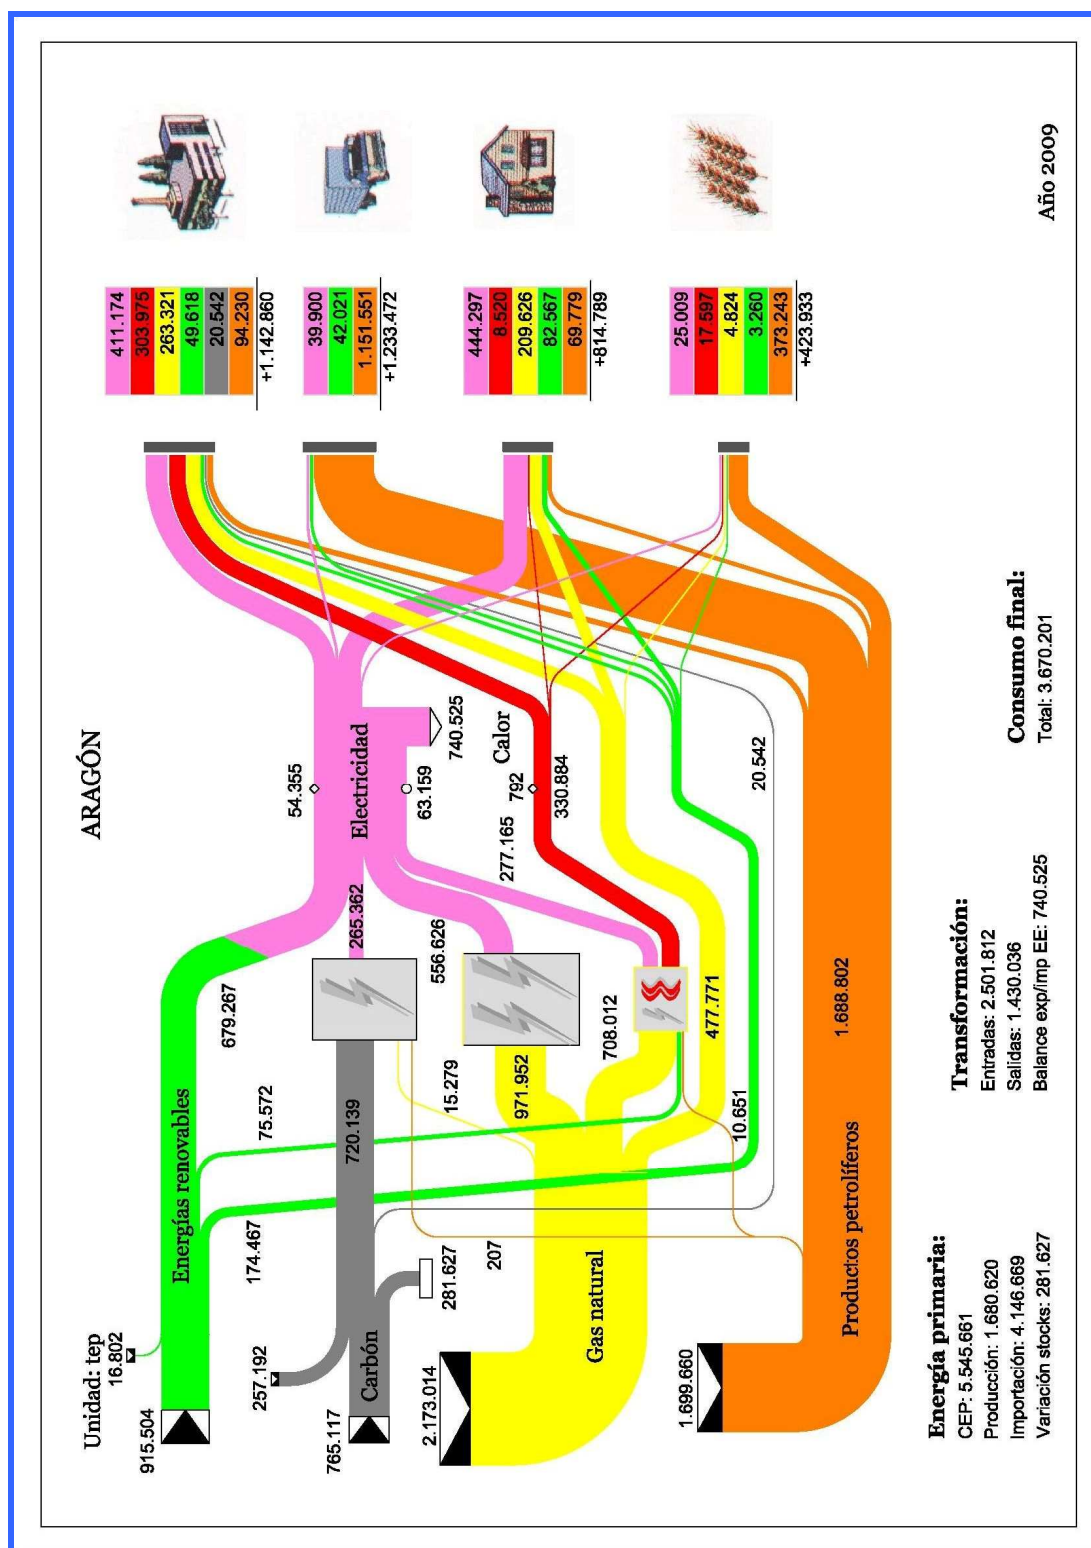 ARAGÓN
Unidad: tep
16.802
915.504
Energías renovables
679.267
75.572
174.467
257.192
765.117
Carbón
281.627
720.139
265.362
54.355
Electricidad
63.159
740.525
556.626
15.279
971.952
207
2.173.014
Gas natural
708.012
277.165
Calor
792
330.884
477.771
10.651
20.542
1.699.660
Productos petrolíferos
1.688.802
411.174
303.975
263.321
49.618
20.542
94.230
+1.142.860
39.900
42.021
1.151.551
+1.233.472
444.297
8.520
209.626
82.567
69.779
+814.789
25.009
17.597
4.824
3.260
373.243
+423.933
Energía primaria:
CEP: 5.545.661
Producción: 1.680.620
Importación: 4.146.669
Variación stocks: 281.627
Transformación:
Entradas: 2.501.812
Salidas: 1.430.036
Balance exp/imp EE: 740.525
Consumo final:
Total: 3.670.201
Año 2009